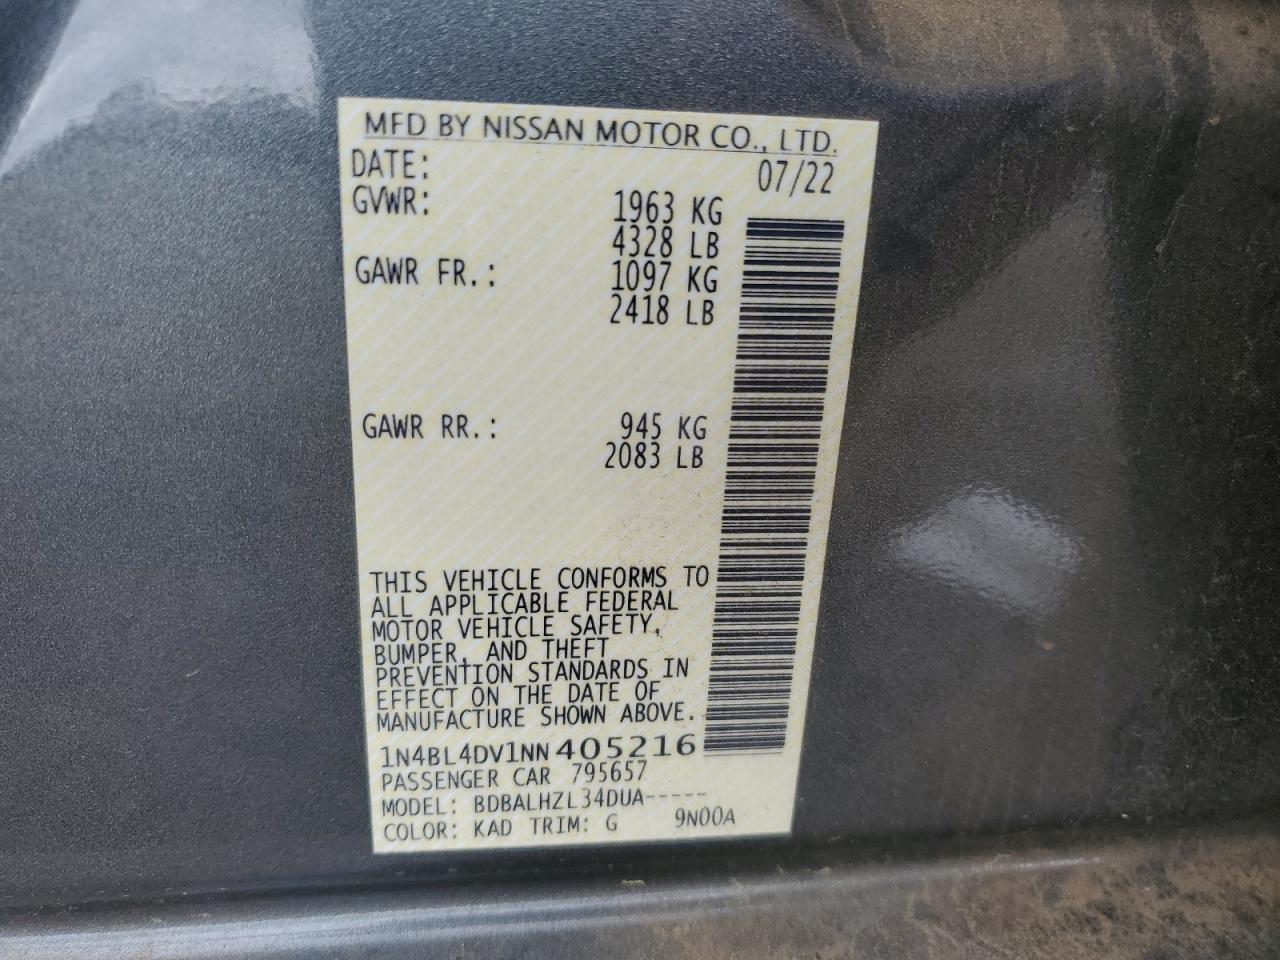 MFD BY NISSAN MOTOR CO., LTD.
DATE: 07/22
GVWR: 1963 KG
4328 LB
GAWR FR.: 1097 KG
2418 LB
GAWR RR.: 945 KG
2083 LB
THIS VEHICLE CONFORMS TO
ALL APPLICABLE FEDERAL
MOTOR VEHICLE SAFETY,
BUMPER, AND THEFT
PREVENTION STANDARDS IN
EFFECT ON THE DATE OF
MANUFACTURE SHOWN ABOVE.
1N4BL4DV1NN405216
PASSENGER CAR 795657
MODEL: BDBALHZL34DUA-----
COLOR: KAD TRIM: G 9N00A